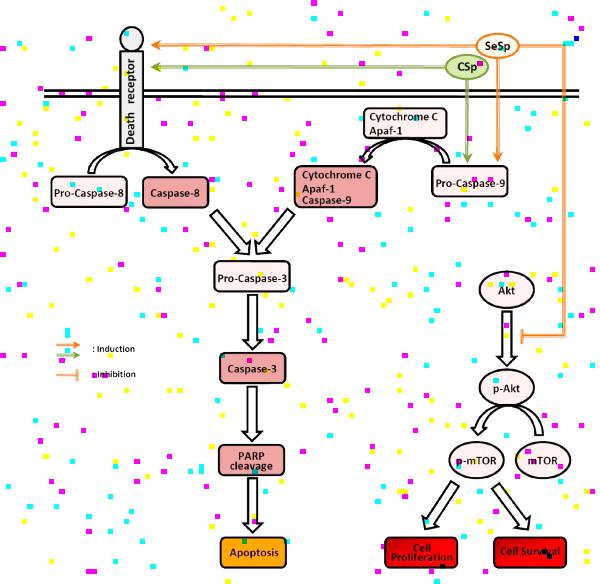 SeSp
CSp
Death receptor
Cytochrome C
Apaf-1
Pro-Caspase-8
Caspase-8
Cytochrome C
Apaf-1
Caspase-9
Pro-Caspase-9
Pro-Caspase-3
Akt
: Induction
: Inhibition
Caspase-3
p-Akt
PARP
cleavage
p-mTOR
mTOR
Apoptosis
Cell
Proliferation
Cell Survival